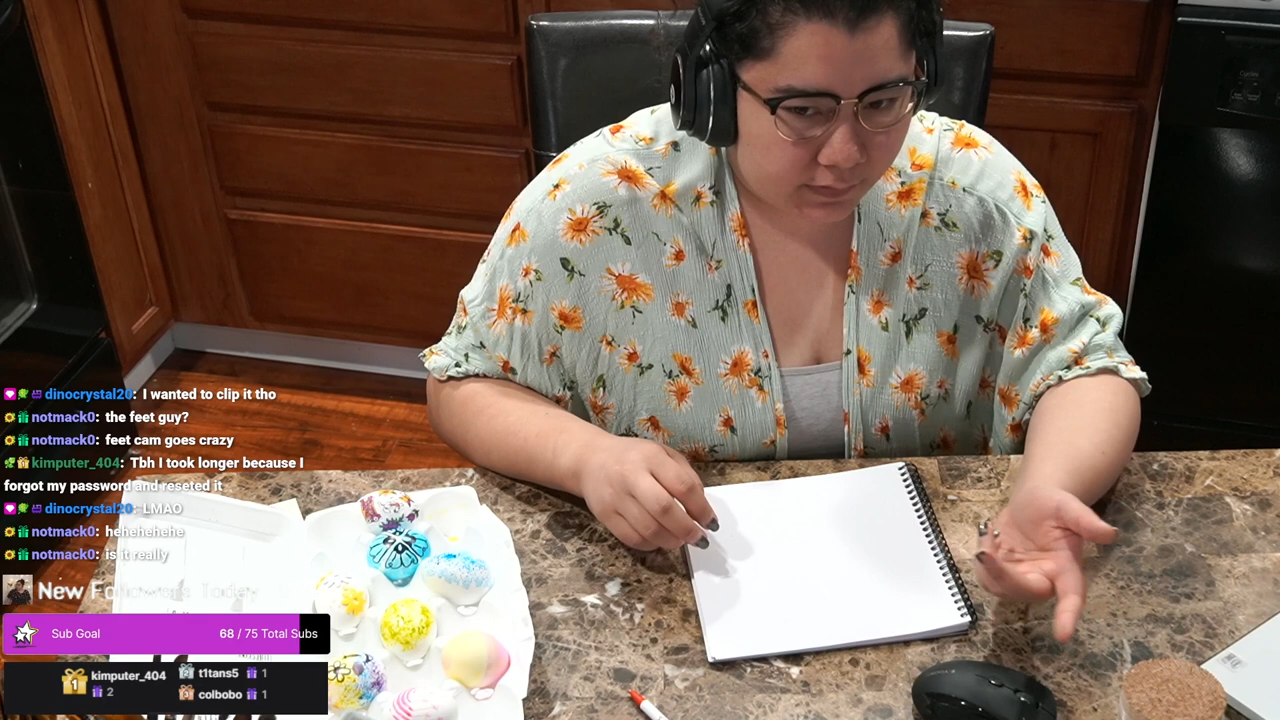 dinocrystal20: I wanted to clip it tho
notmack0: the feet guy?
notmack0: feet cam goes crazy
kimputer_404: Tbh I took longer because I
forgot my password and reseted it
dinocrystal20: LMAO
notmack0: hehehehehe
notmack0: is it really
New Followers Today
Sub Goal 68 / 75 Total Subs
1 kimputer_404 2
t1tans5 1
colbobo 1